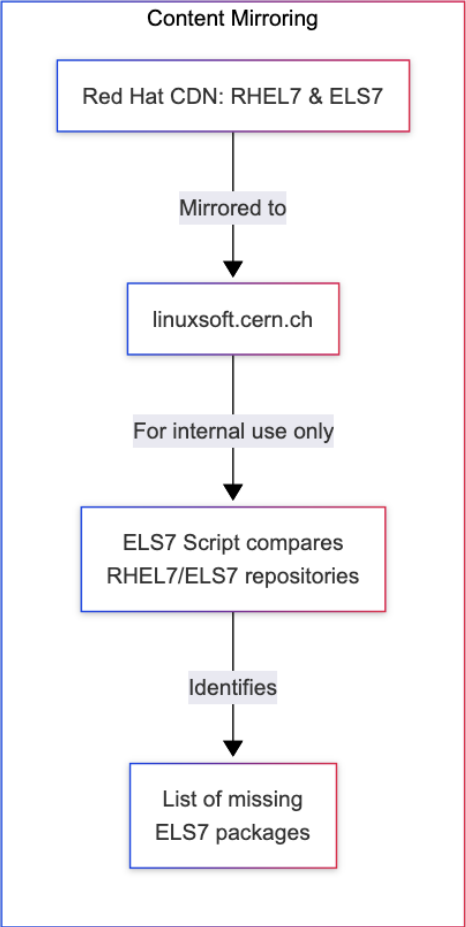 Content Mirroring
Red Hat CDN: RHEL7 & ELS7
Mirrored to
linuxsoft.cern.ch
For internal use only
ELS7 Script compares
RHEL7/ELS7 repositories
Identifies
List of missing
ELS7 packages